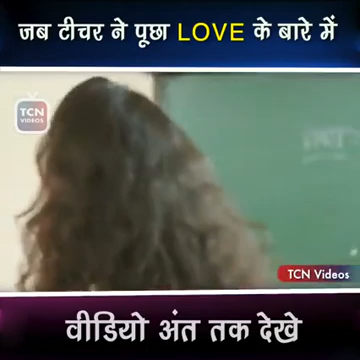 जब टीचर ने पूछा LOVE के बारे में
TCN
VIDEOS
TCN Videos
वीडियो अंत तक देखे